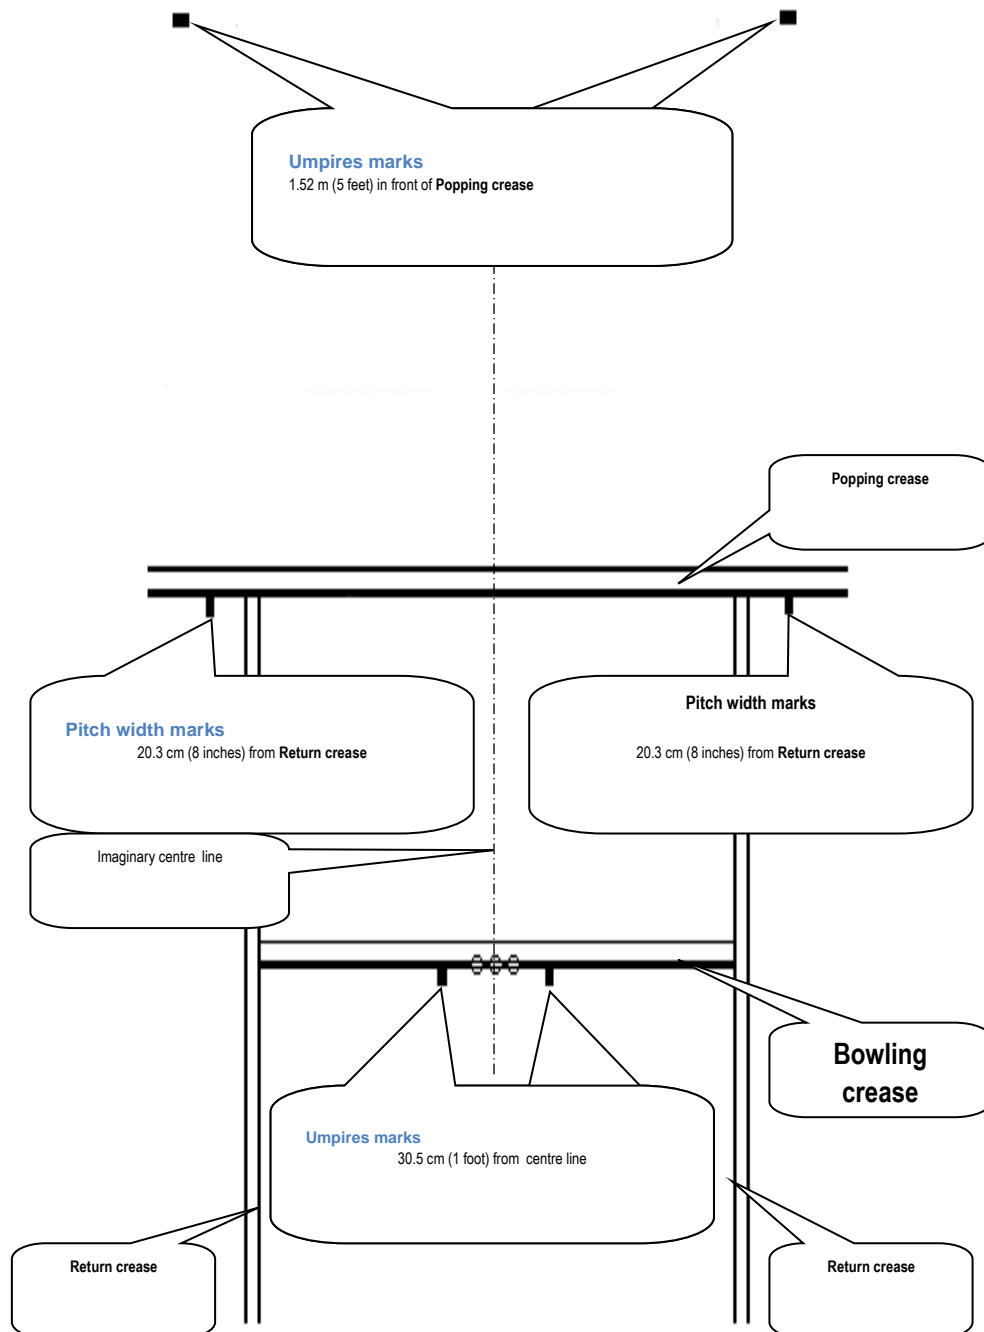 Umpires marks
1.52 m (5 feet) in front of Popping crease
Popping crease
Pitch width marks
20.3 cm (8 inches) from Return crease
Pitch width marks
20.3 cm (8 inches) from Return crease
Imaginary centre line
Bowling
crease
Umpires marks
30.5 cm (1 foot) from centre line
Return crease
Return crease